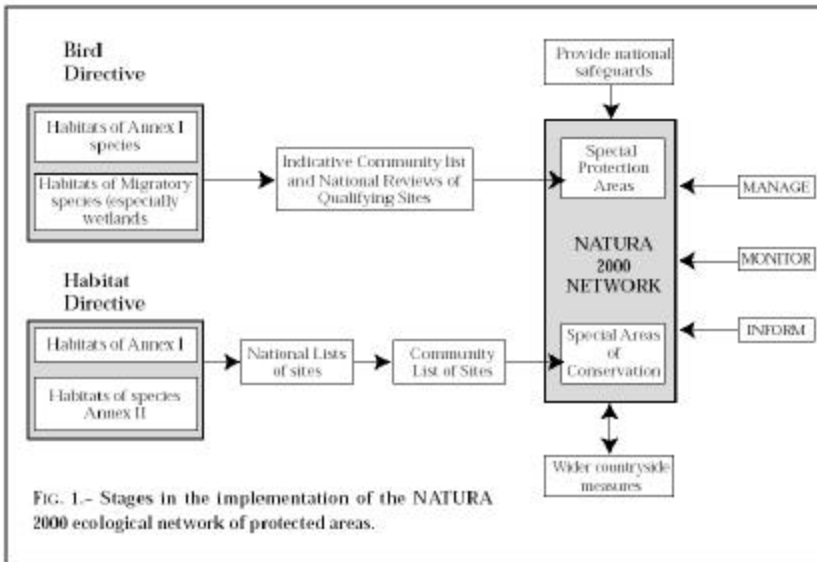 Bird
Directive
Habitats of Annex I
species
Habitats of Migratory
species (especially
wetlands
Indicative Community list
and National Reviews of
Qualifying Sites
Provide national
safeguards
Special
Protection
Areas
NATURA
2000
NETWORK
Special Areas
of
Conservation
MANAGE
MONITOR
INFORM
Habitat
Directive
Habitats of Annex I
Habitats of species
Annex II
National Lists
of sites
Community
List of Sites
Wider countryside
measures
FIG. 1.- Stages in the implementation of the NATURA
2000 ecological network of protected areas.